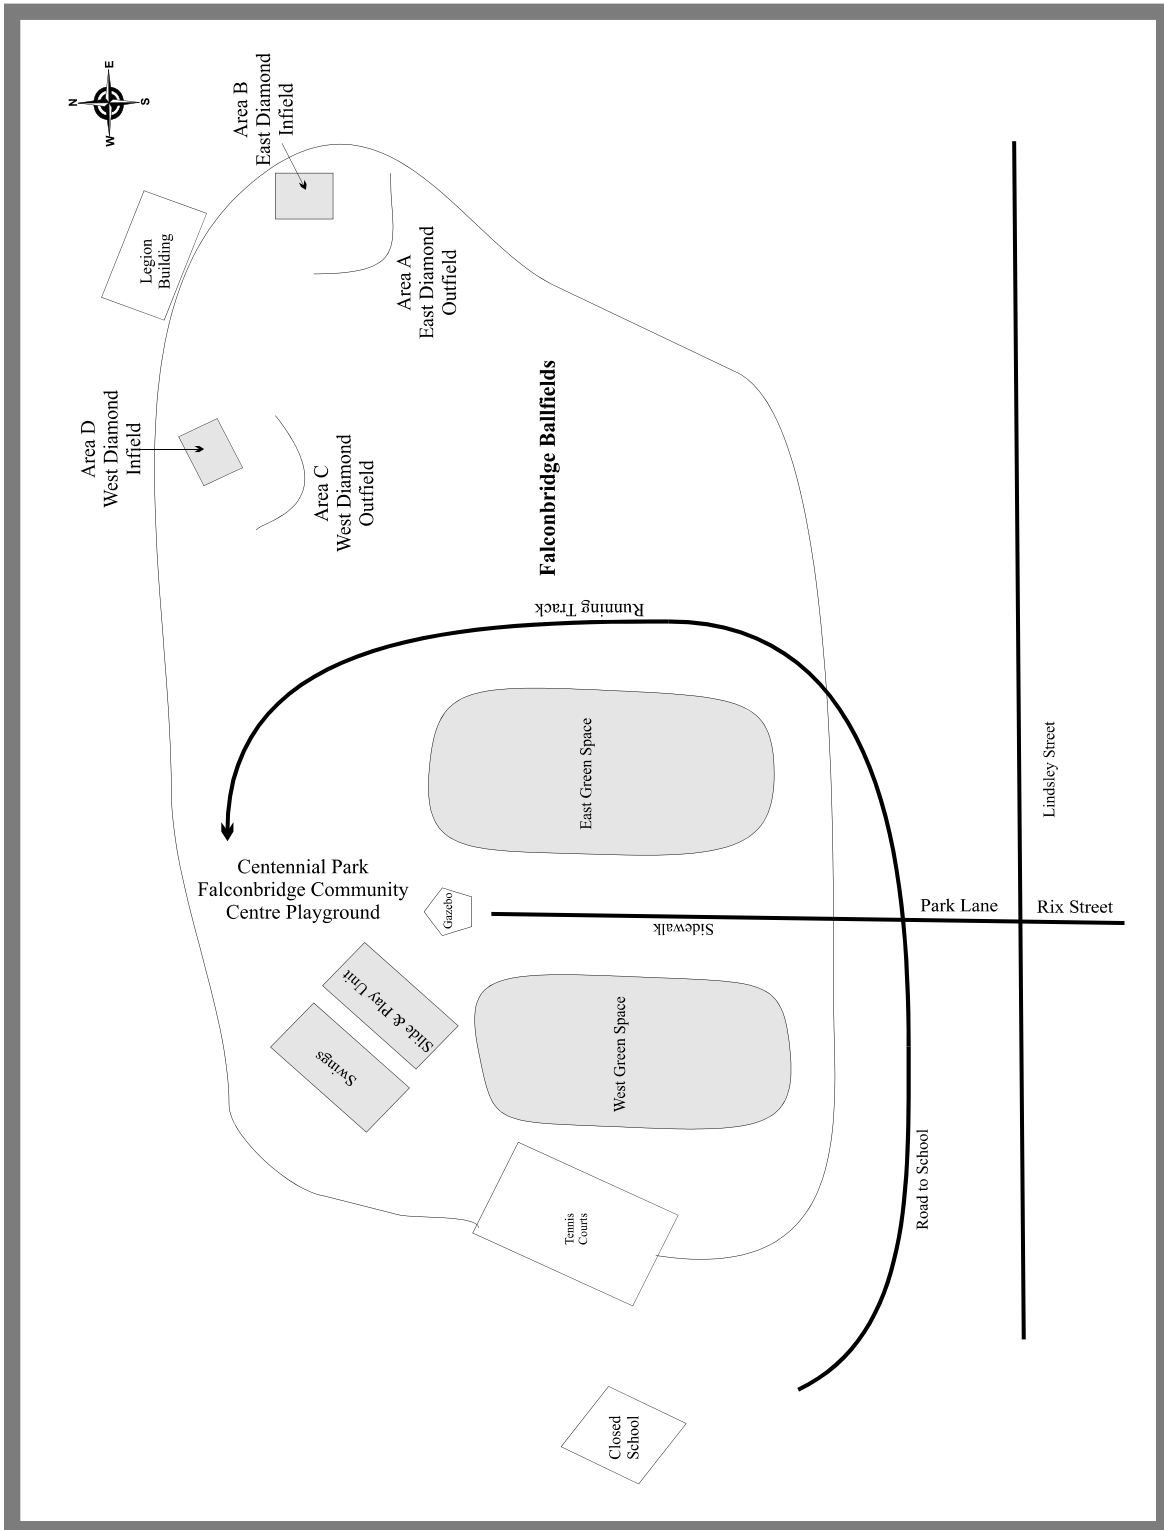 E
N
S
W
Area B
East Diamond
Infield
Legion
Building
Area A
East Diamond
Outfield
Area D
West Diamond
Infield
Area C
West Diamond
Outfield
Falconbridge Ballfields
Running Track
East Green Space
Lindsley Street
Centennial Park
Falconbridge Community
Centre Playground
Gazebo
Sidewalk
Park Lane
Rix Street
Slide & Play Unit
Swings
West Green Space
Road to School
Tennis
Courts
Closed
School